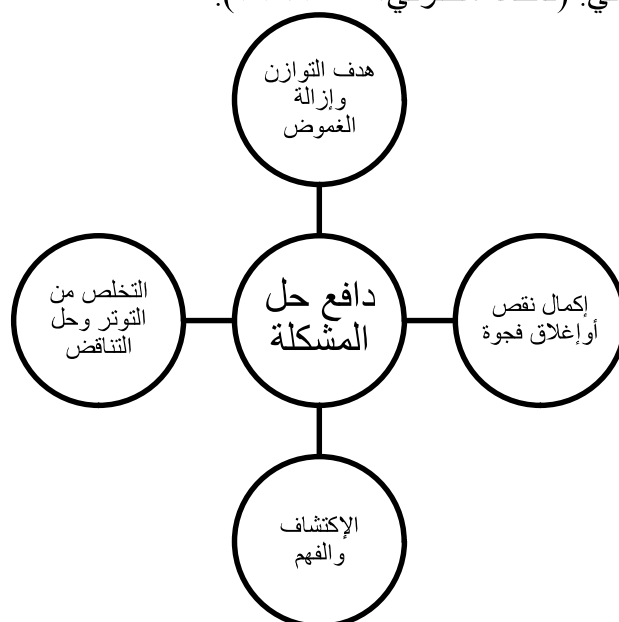 هدف التوازن
وإزالة
الغموض
إكمال نقص
أوإغلاق فجوة
دافع حل
المشكلة
التخلص من
التوتر وحل
التناقض
الإكتشاف
والفهم